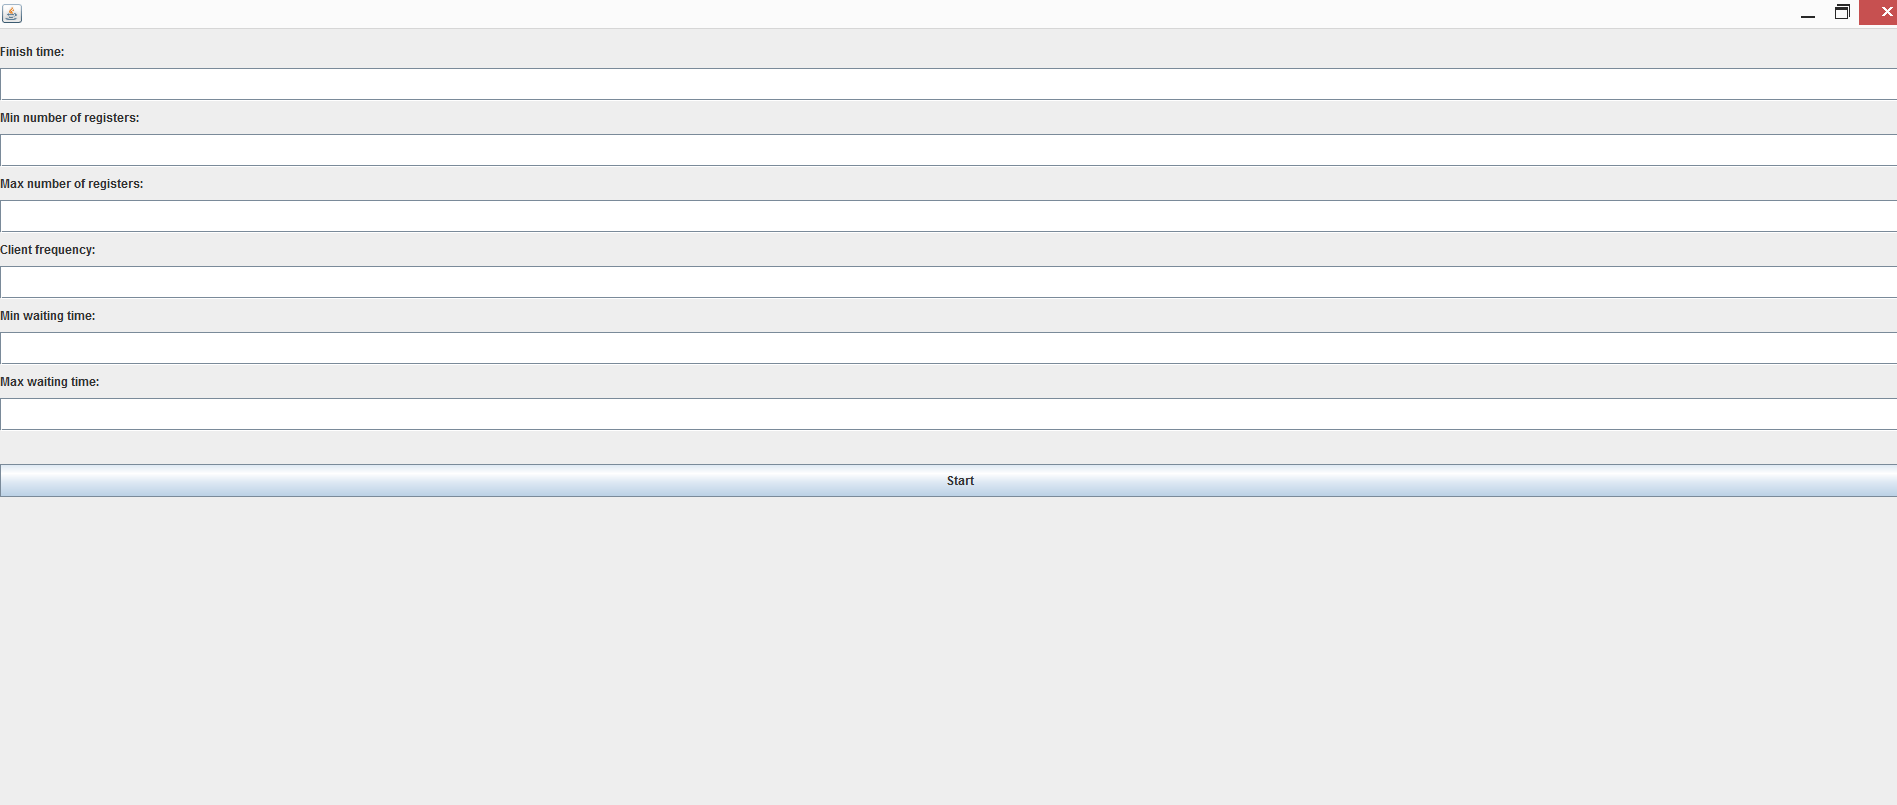 Finish time:
Min number of registers:
Max number of registers:
Client frequency:
Min waiting time:
Max waiting time:
Start